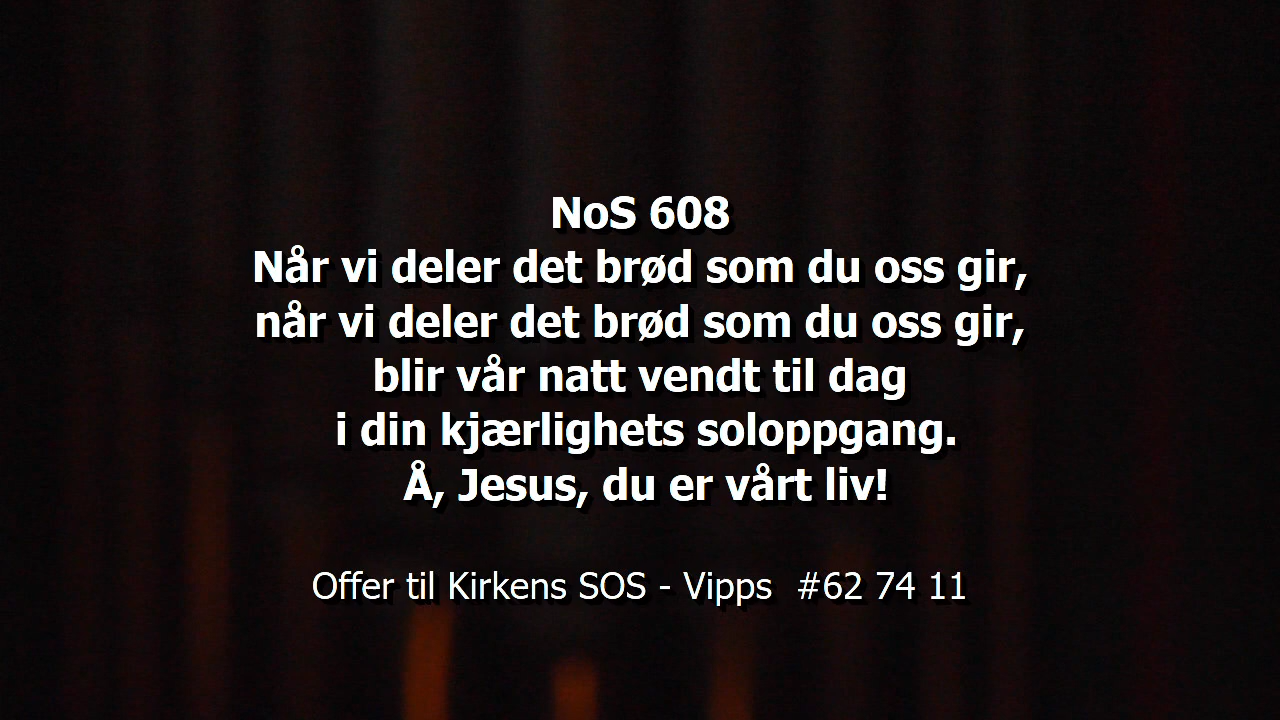 NoS 608
Når vi deler det brød som du oss gir,
når vi deler det brød som du oss gir,
blir vår natt vendt til dag
i din kjærlighets soloppgang.
Å, Jesus, du er vårt liv!
Offer til Kirkens SOS - Vipps #62 74 11